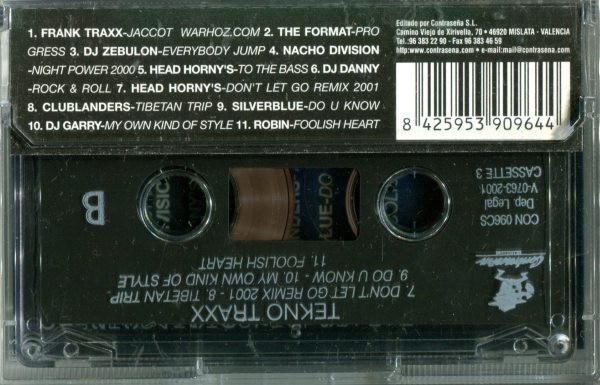 1. FRANK TRAXX-JACCOT WARHOZ.COM 2. THE FORMAT-PRO
GRESS 3. DJ ZEBULON-EVERYBODY JUMP 4. NACHO DIVISION
-NIGHT POWER 2000 5. HEAD HORNY'S-TO THE BASS 6. DJ DANNY
-ROCK & ROLL 7. HEAD HORNY'S-DON'T LET GO REMIX 2001
8. CLUBLANDERS-TIBETAN TRIP 9. SILVERBLUE-DO U KNOW
10. DJ GARRY-MY OWN KIND OF STYLE 11. ROBIN-FOOLISH HEART
Editado por Contraseña S.L.
Camino Viejo de Xirivella, 70 · 46920 MISLATA - VALENCIA
Tel.:96 383 22 90 - Fax 96 383 46 59
http:www.contrasena.com · e-mail:mail@contrasena.com
8 425953 909644
TEKNO TRAXX
7. DON'T LET GO REMIX 2001 - 8. TIBETAN TRIP -
9. DO U KNOW - 10. MY OWN KIND OF STYLE
11. FOOLISH HEART
B
CON 096CS
Dep. Legal
V-0763-2001
CASSETTE 3
Contraseña